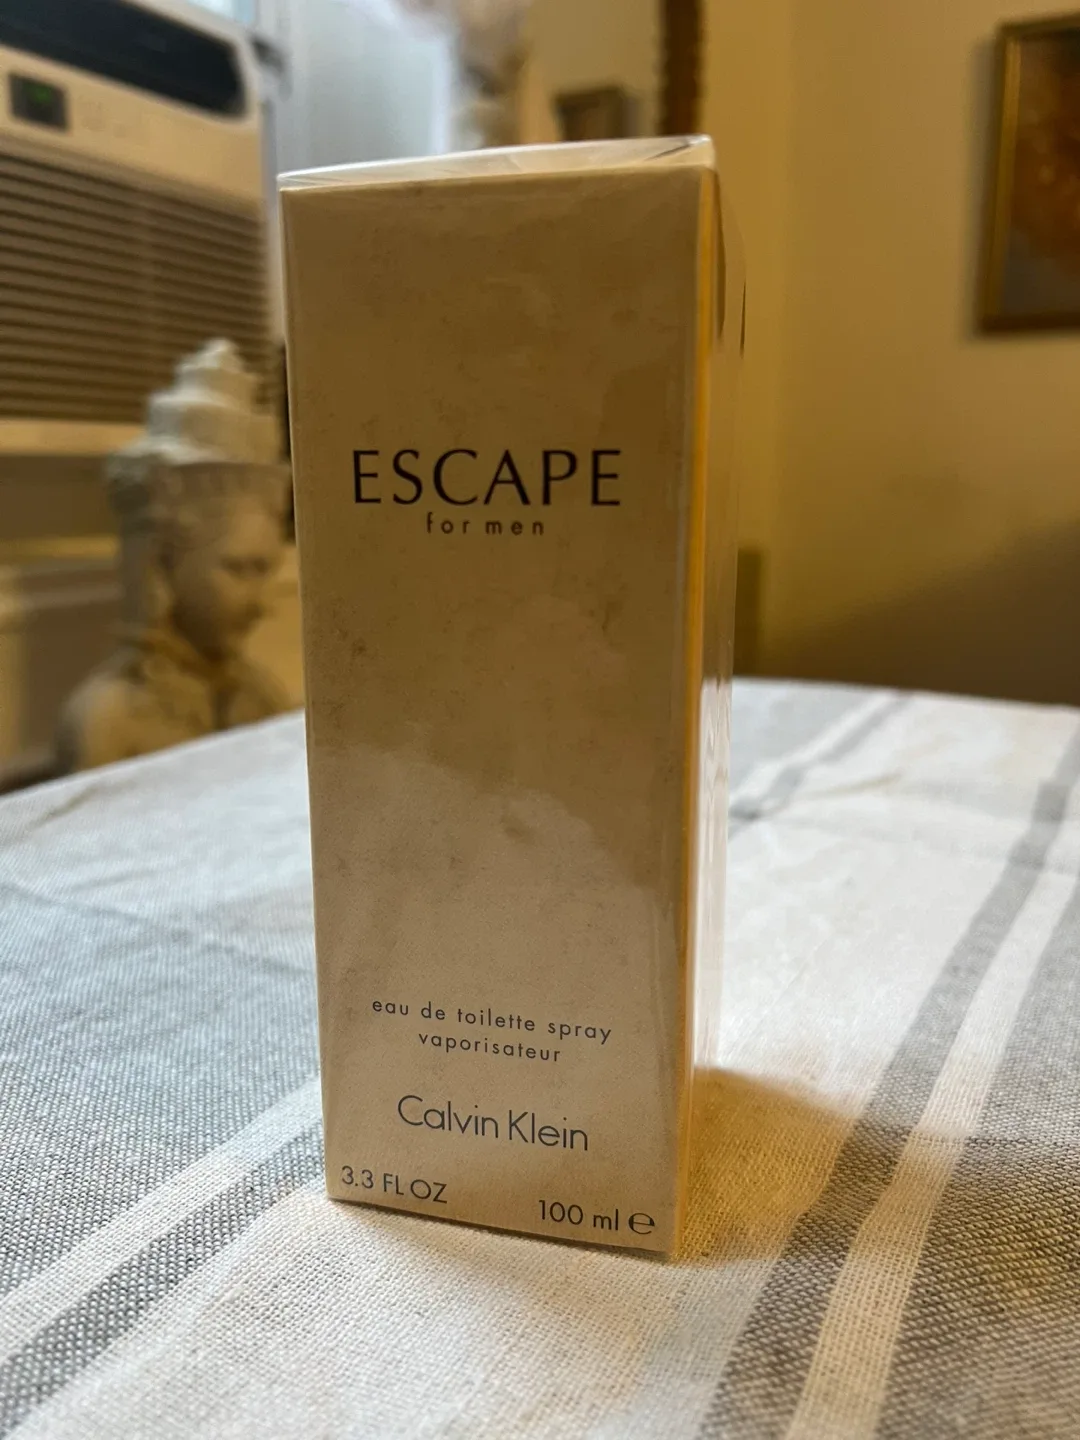 ESCAPE
for men
eau de toilette spray
vaporisateur
Calvin Klein
3.3 FL OZ
100 ml ℮